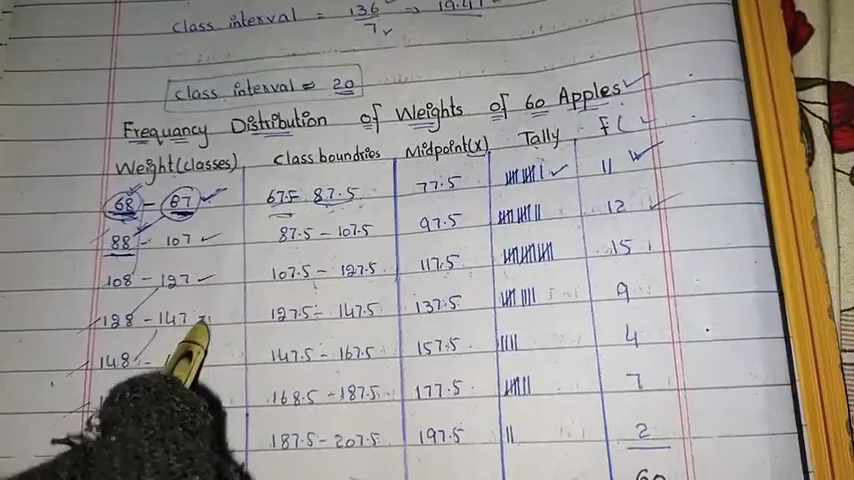 class interval = 136/7 ⇒ 19.41
class interval ≈ 20
Frequancy Distribution of Weights of 60 Apples
Weight(classes) Class boundries Midpoint(x) Tally f(
68 - 87 67.5 - 87.5 77.5 11
88 - 107 87.5 - 107.5 97.5 12
108 - 127 107.5 - 127.5 117.5 15
128 - 147 127.5 - 147.5 137.5 9
148 - 147.5 - 167.5 157.5 4
168.5 - 187.5 177.5 7
187.5 - 207.5 197.5 2
60